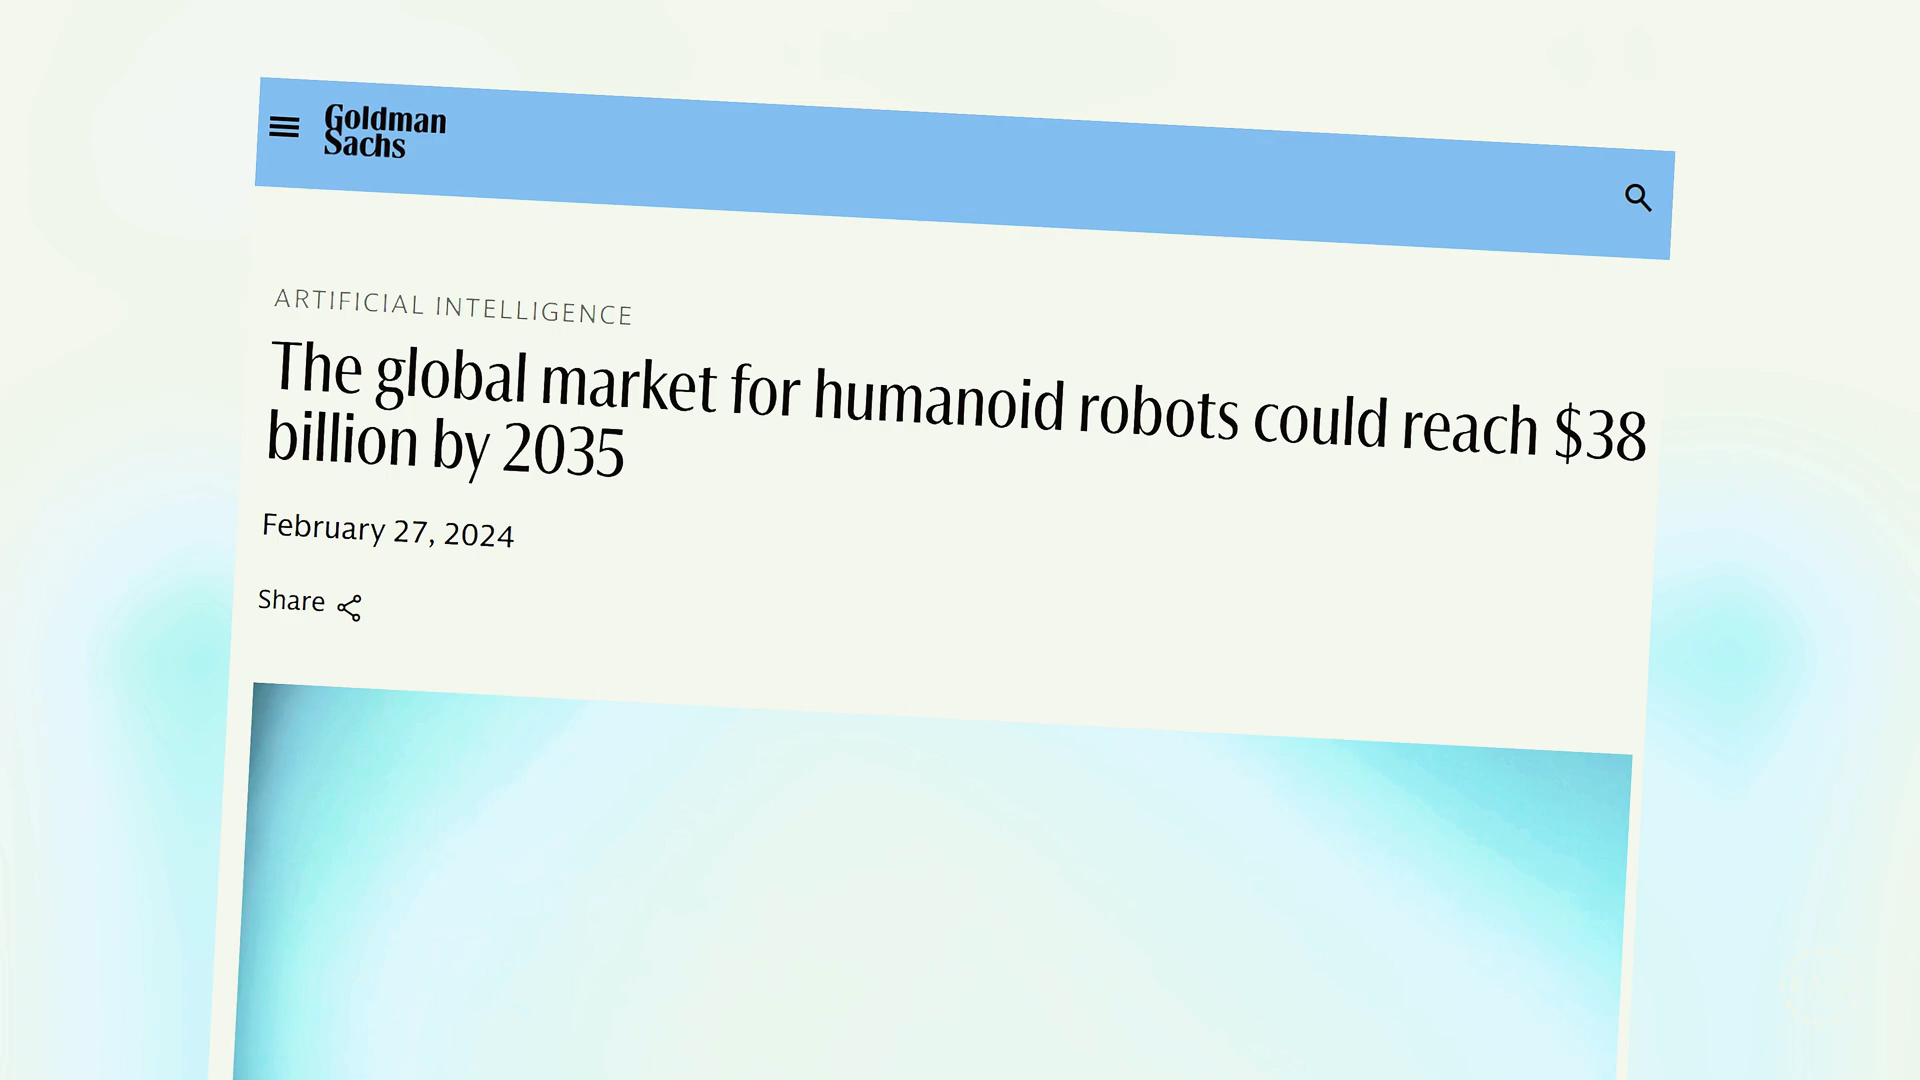 Goldman
Sachs
ARTIFICIAL INTELLIGENCE
The global market for humanoid robots could reach $38
billion by 2035
February 27, 2024
Share